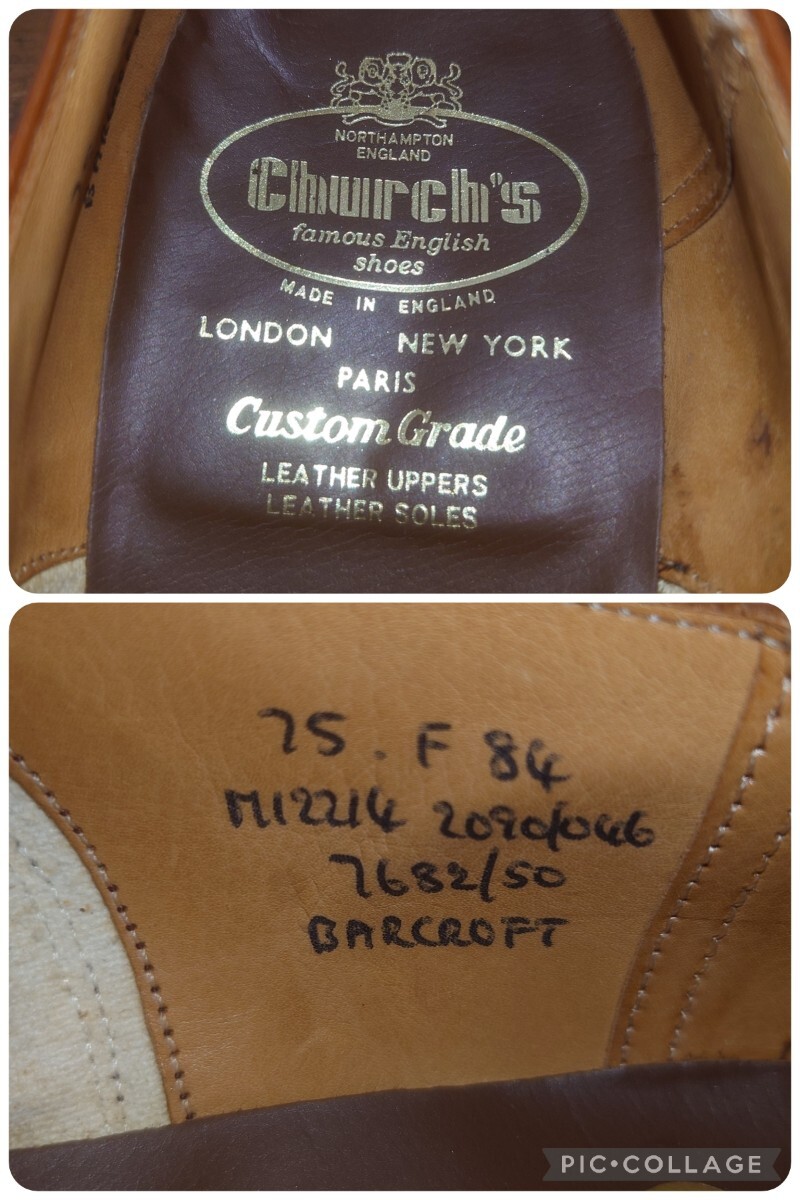 NORTHAMPTON
ENGLAND
Church's
famous English
shoes
MADE IN ENGLAND
LONDON NEW YORK
PARIS
Custom Grade
LEATHER UPPERS
LEATHER SOLES
75. F 84
M12214 2090/046
7682/50
BARCROFT
PIC•COLLAGE